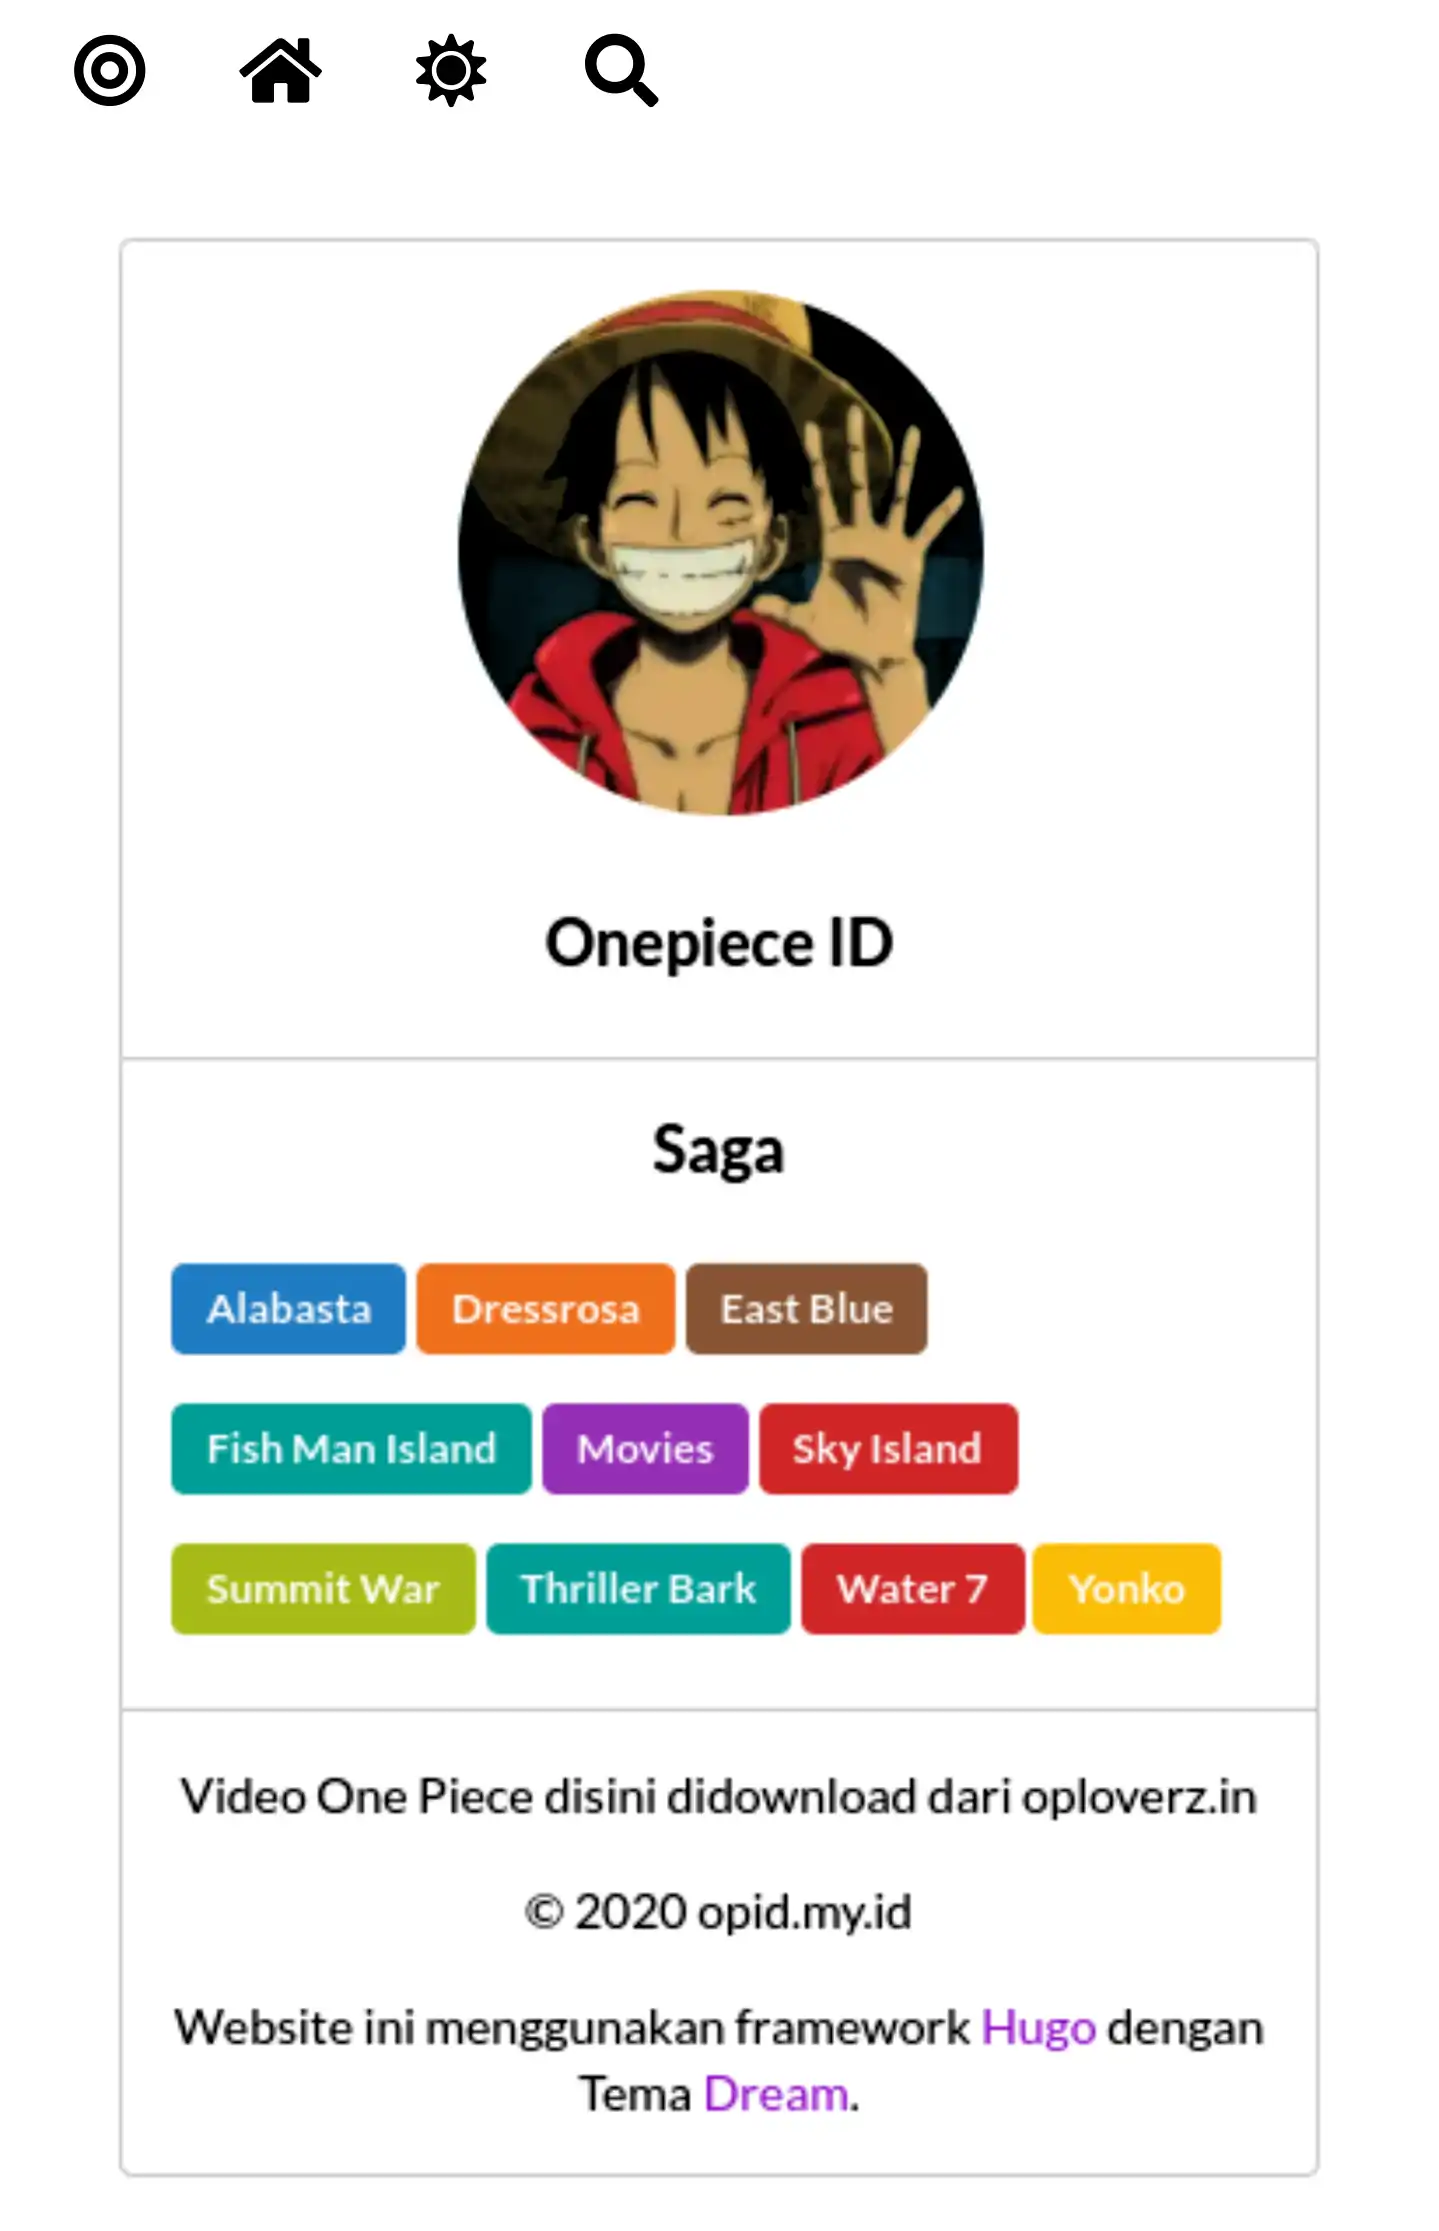 Onepiece ID
Saga
Alabasta Dressrosa East Blue
Fish Man Island Movies Sky Island
Summit War Thriller Bark Water 7 Yonko
Video One Piece disini didownload dari oploverz.in
© 2020 opid.my.id
Website ini menggunakan framework Hugo dengan
Tema Dream.